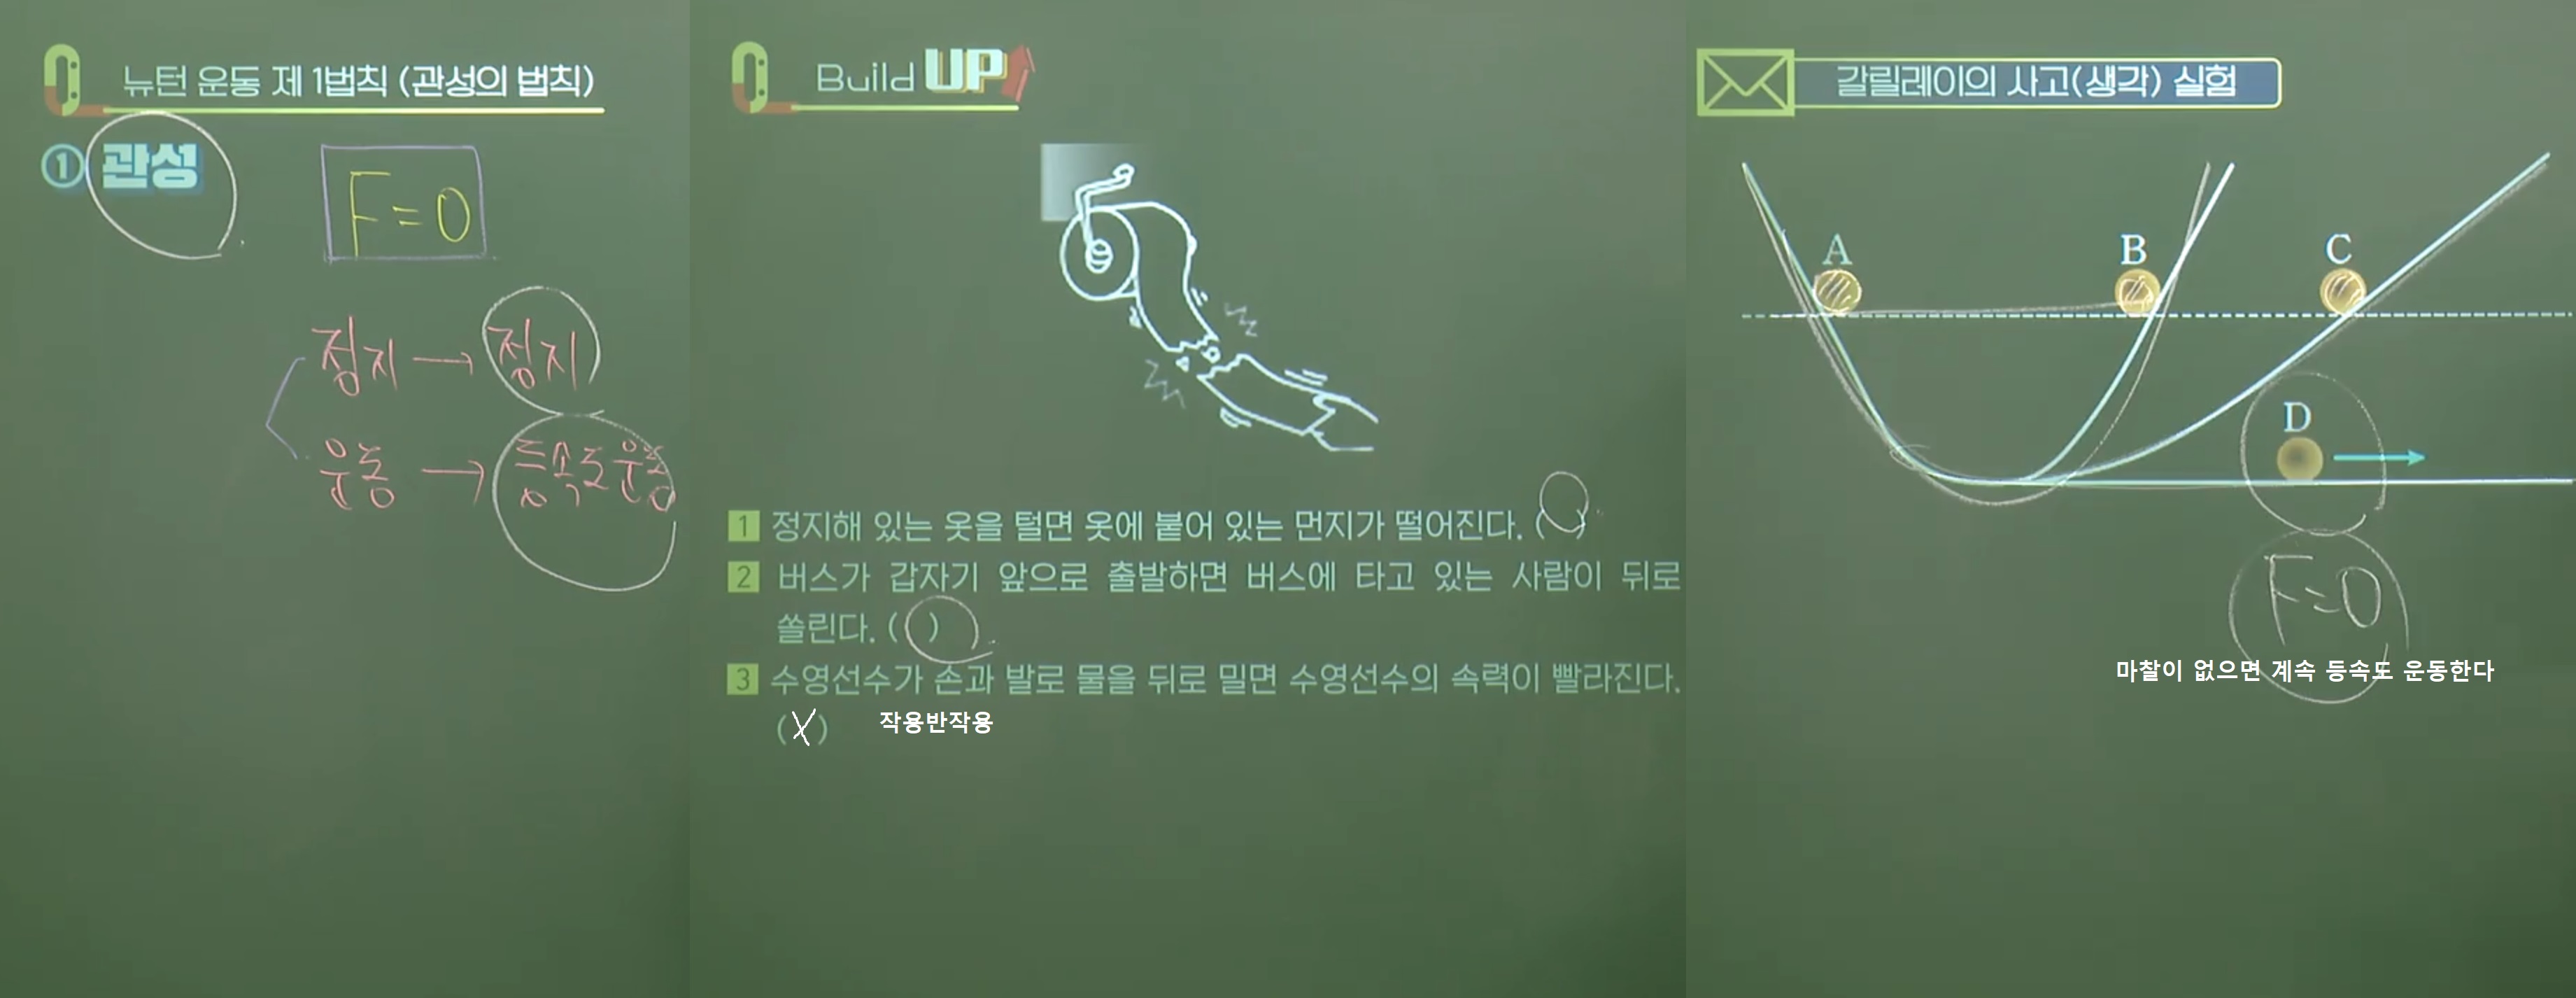 뉴턴 운동 제 1법칙 (관성의 법칙)
① 관성
F=0
정지 → 정지
운동 → 등속도운동
Build UP
1 정지해 있는 옷을 털면 옷에 붙어 있는 먼지가 떨어진다. (O)
2 버스가 갑자기 앞으로 출발하면 버스에 타고 있는 사람이 뒤로
쏠린다. (O)
3 수영선수가 손과 발로 물을 뒤로 밀면 수영선수의 속력이 빨라진다.
(X) 작용반작용
갈릴레이의 사고(생각) 실험
A B C
D
F=0
마찰이 없으면 계속 등속도 운동한다